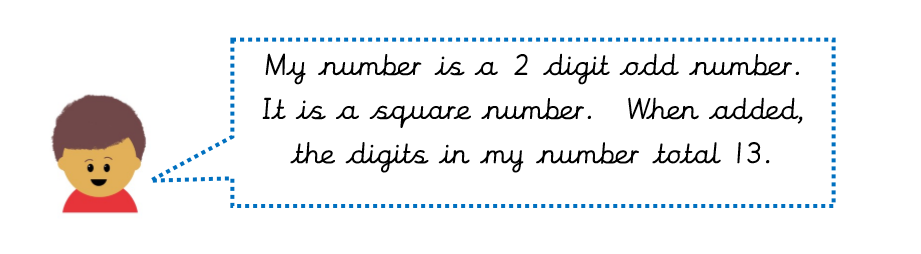 My number is a 2 digit odd number.
It is a square number. When added,
the digits in my number total 13.